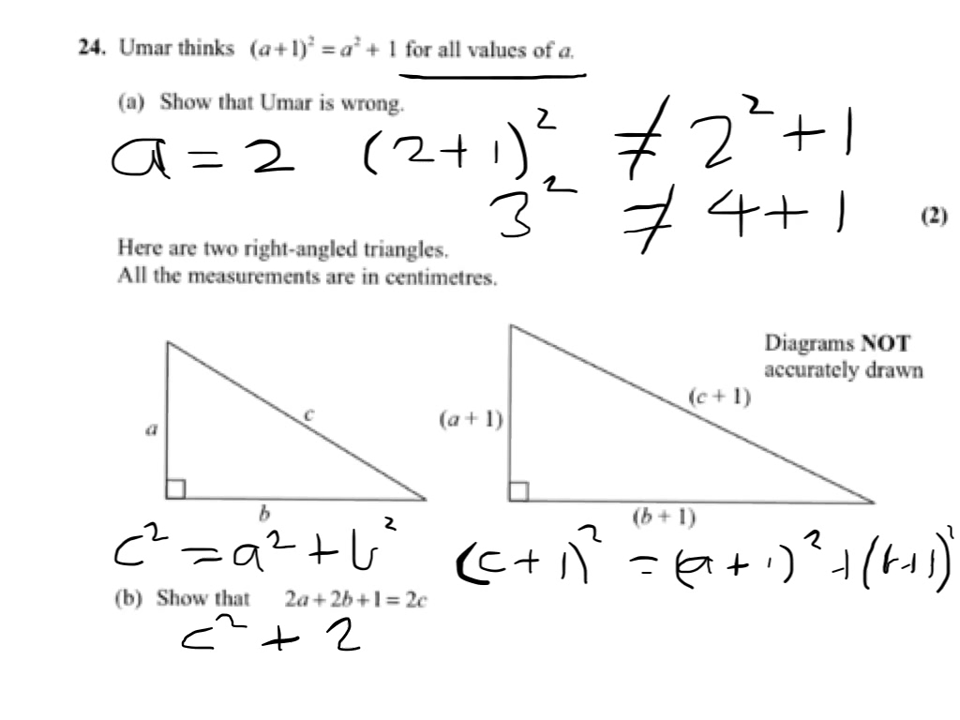 24. Umar thinks (a+1)² = a² + 1 for all values of a.
(a) Show that Umar is wrong.
a = 2 (2+1)² ≠ 2² + 1
3² ≠ 4 + 1
(2)
Here are two right-angled triangles.
All the measurements are in centimetres.
Diagrams NOT
accurately drawn
a
c
b
(a + 1)
(c + 1)
(b + 1)
c² = a² + b²
(c+1)² = (a+1)² + (b+1)²
(b) Show that 2a + 2b + 1 = 2c
c² + 2